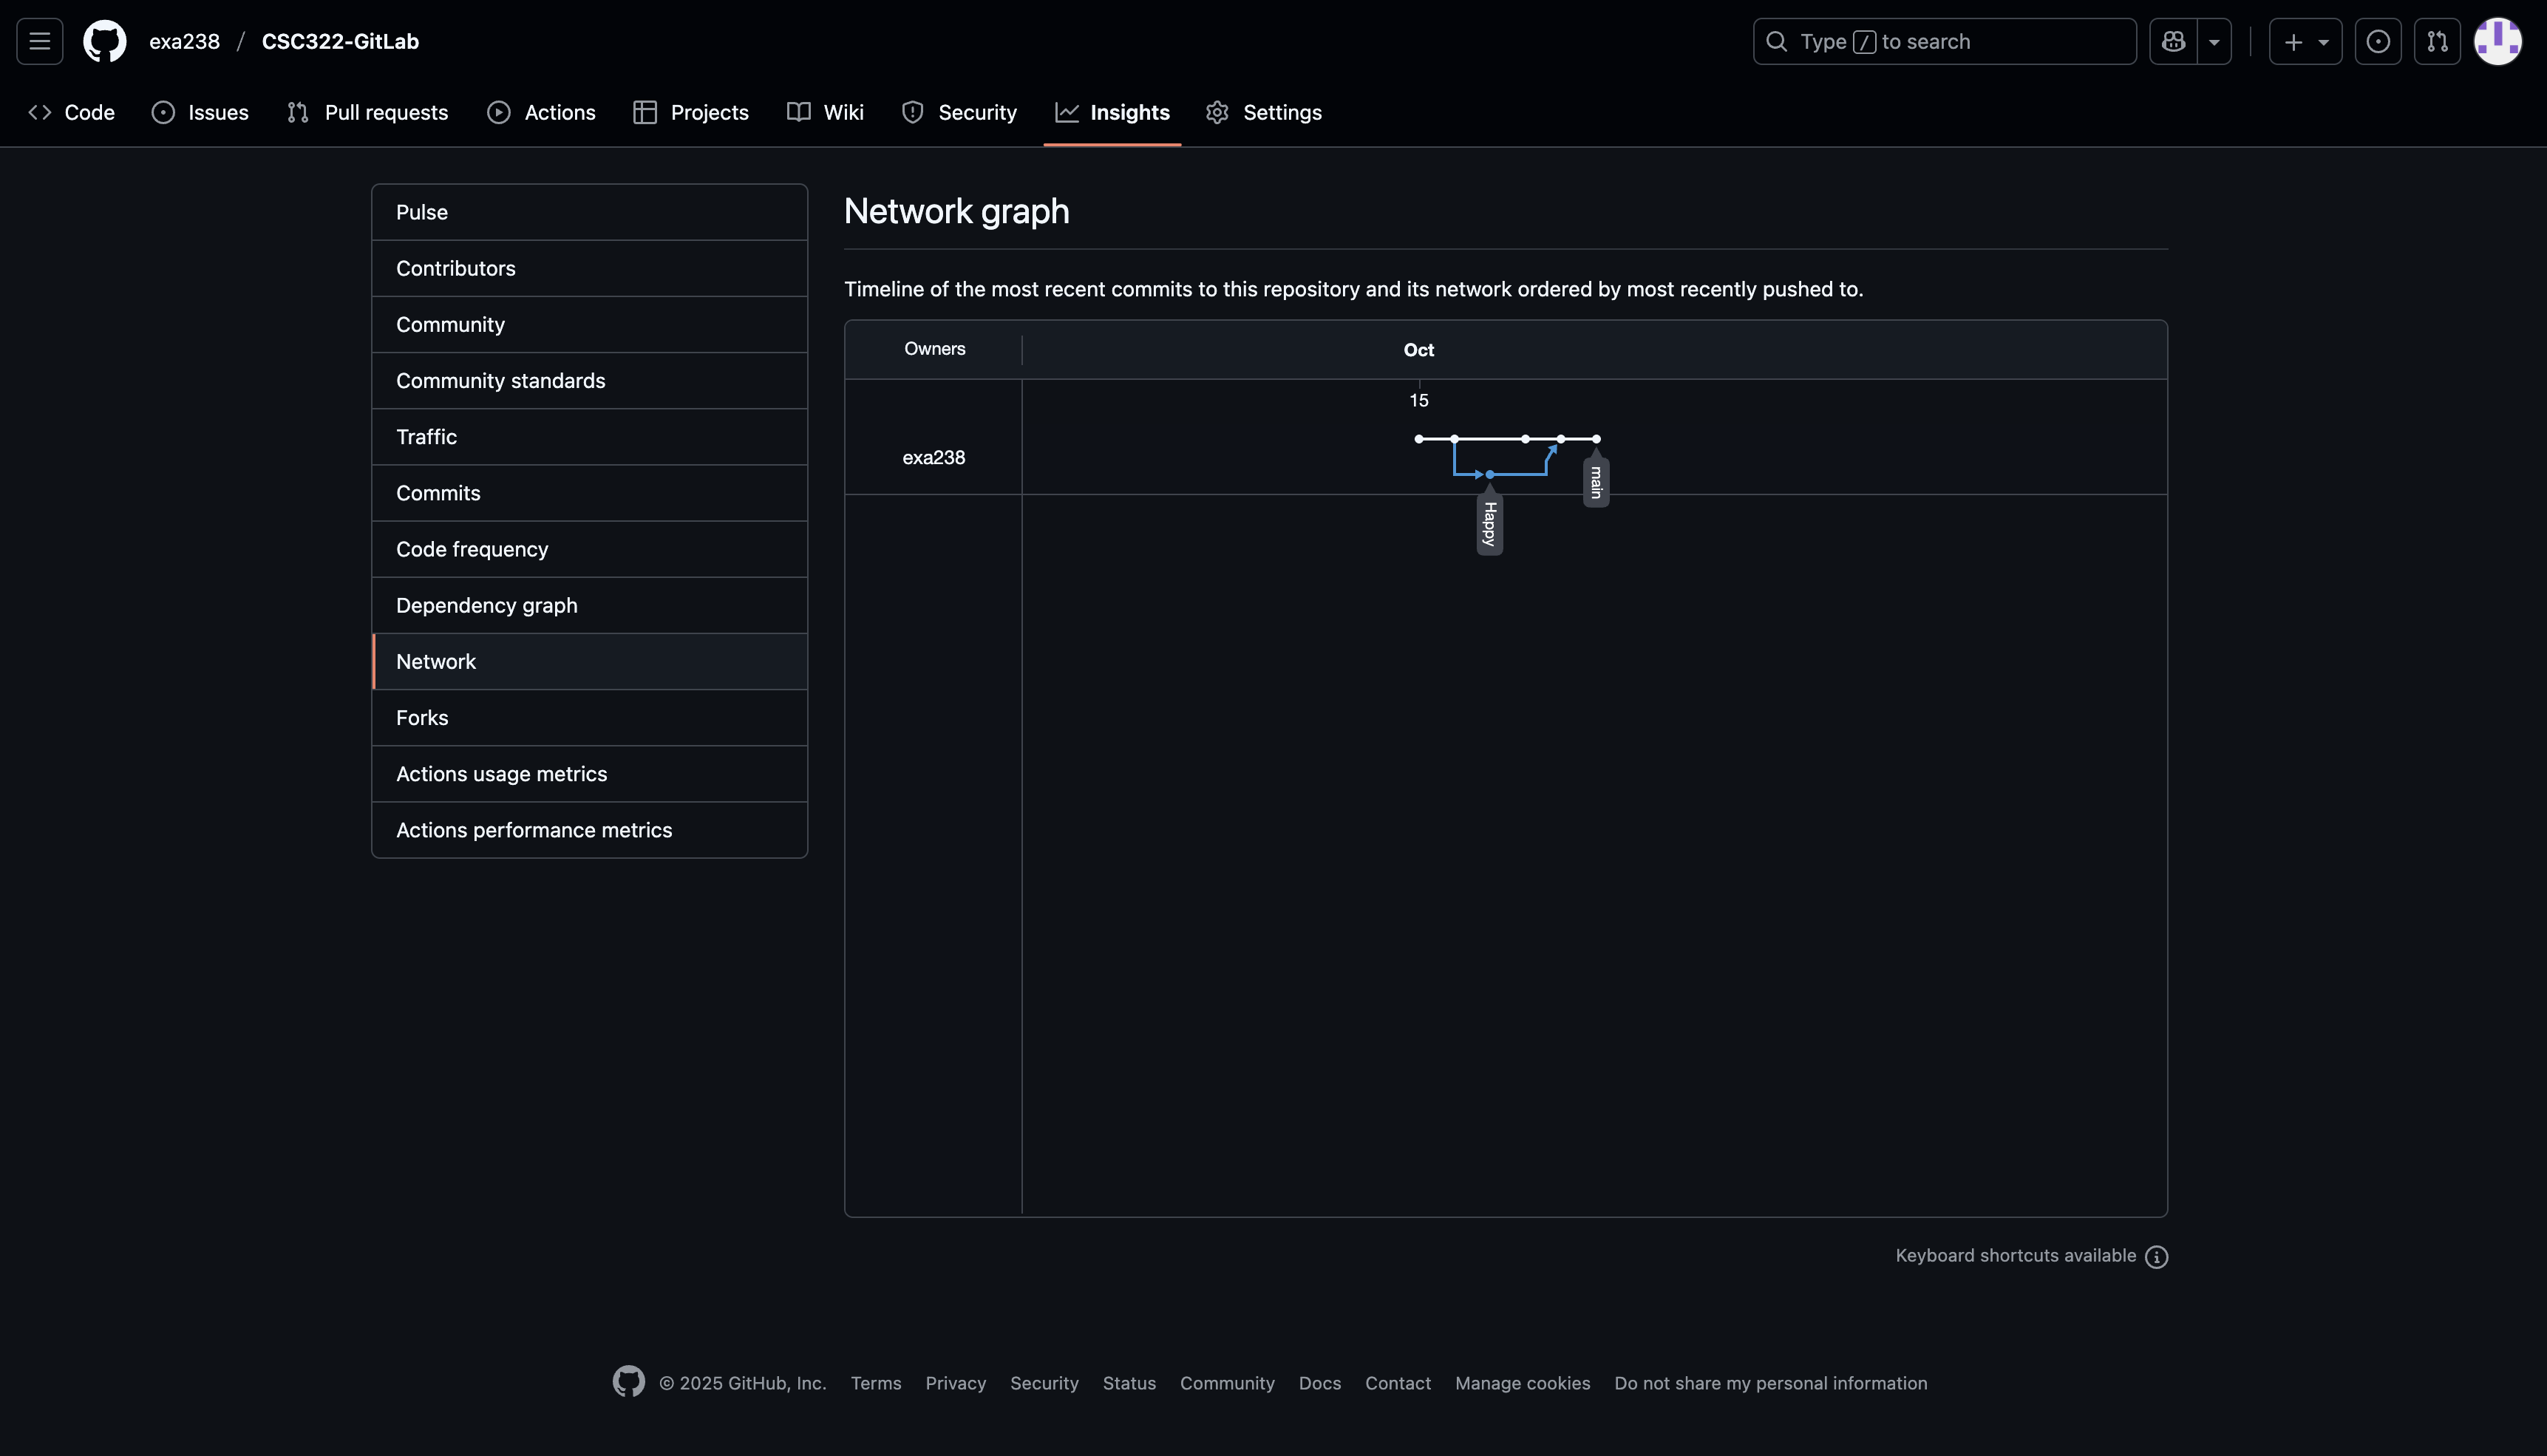 exa238 / CSC322-GitLab
Type / to search
Code Issues Pull requests Actions Projects Wiki Security Insights Settings
Pulse
Contributors
Community
Community standards
Traffic
Commits
Code frequency
Dependency graph
Network
Forks
Actions usage metrics
Actions performance metrics
Network graph
Timeline of the most recent commits to this repository and its network ordered by most recently pushed to.
Owners
Oct
15
exa238
main
Happy
Keyboard shortcuts available
© 2025 GitHub, Inc. Terms Privacy Security Status Community Docs Contact Manage cookies Do not share my personal information